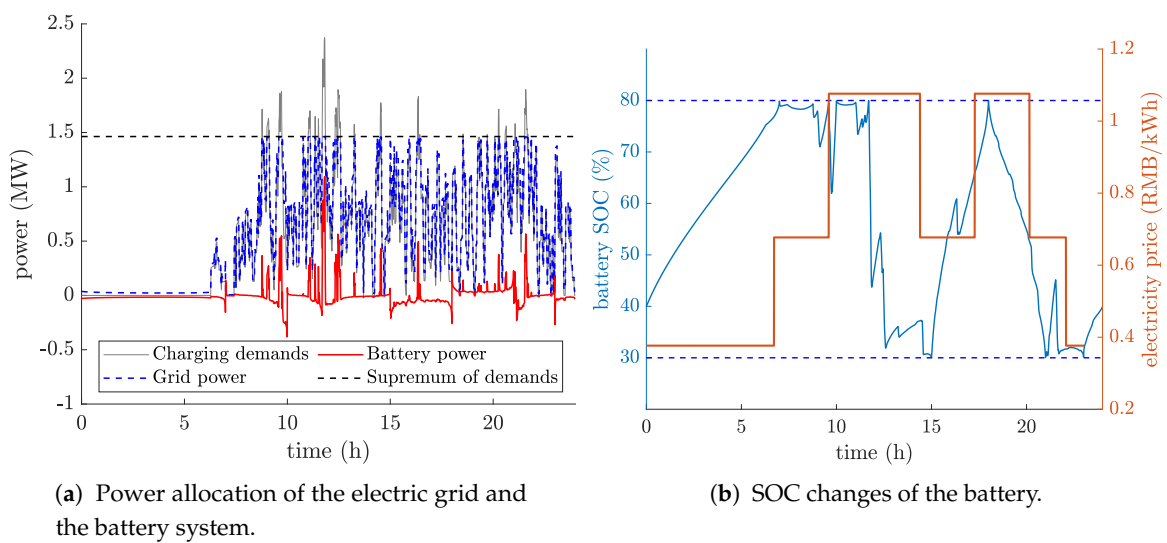 2.5
2
1.5
1
0.5
0
-0.5
-1
power (MW)
Charging demands
Battery power
Grid power
Supremum of demands
0
5
10
15
20
time (h)
(a) Power allocation of the electric grid and
the battery system.
80
70
60
50
40
30
battery SOC (%)
1.2
1
0.8
0.6
0.4
0.2
electricity price (RMB/kWh)
0
5
10
15
20
time (h)
(b) SOC changes of the battery.